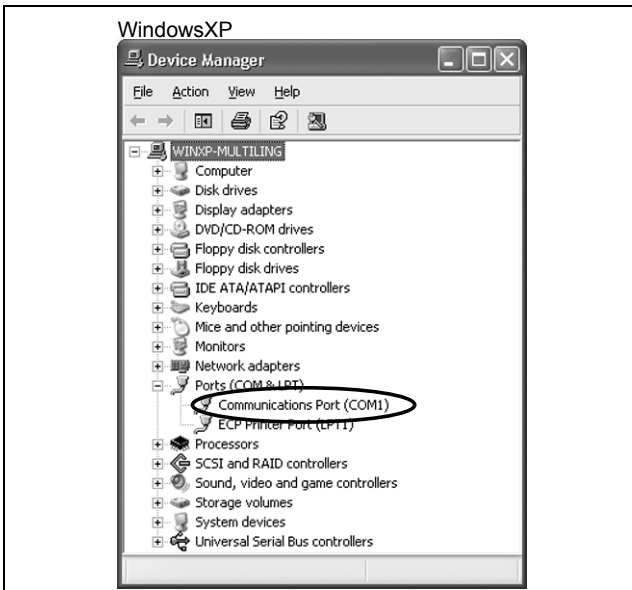 WindowsXP
Device Manager
File Action View Help
WINXP-MULTILING
Computer
Disk drives
Display adapters
DVD/CD-ROM drives
Floppy disk controllers
Floppy disk drives
IDE ATA/ATAPI controllers
Keyboards
Mice and other pointing devices
Monitors
Network adapters
Ports (COM & LPT)
Communications Port (COM1)
ECP Printer Port (LPT1)
Processors
SCSI and RAID controllers
Sound, video and game controllers
Storage volumes
System devices
Universal Serial Bus controllers